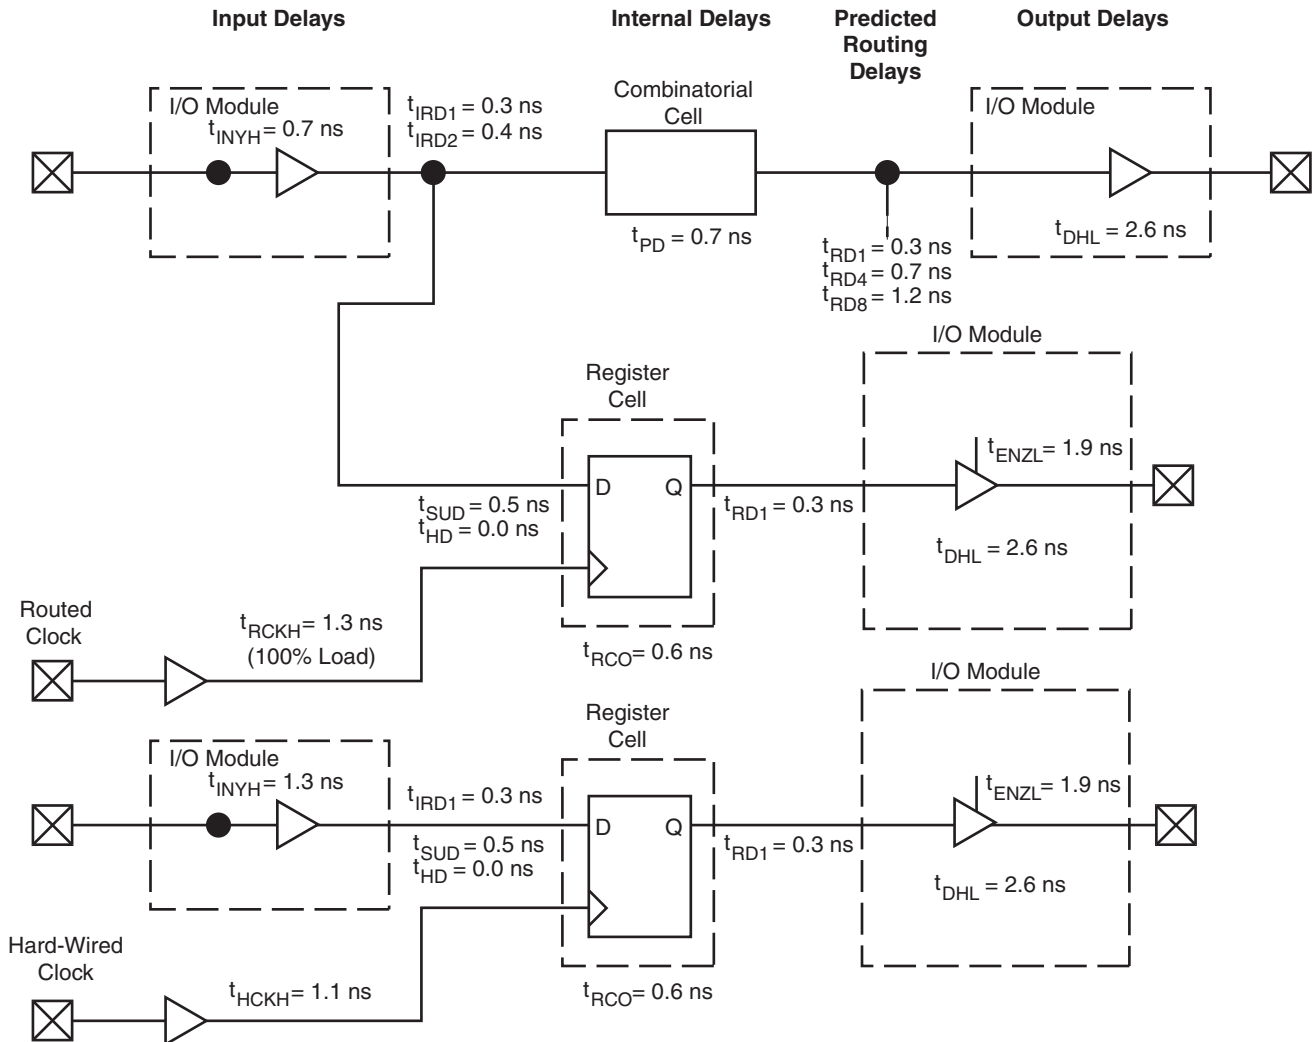 Input Delays
Internal Delays
Predicted
Routing
Delays
Output Delays
I/O Module
tINYH = 0.7 ns
tIRD1 = 0.3 ns
tIRD2 = 0.4 ns
Combinatorial
Cell
tPD = 0.7 ns
tRD1 = 0.3 ns
tRD4 = 0.7 ns
tRD8 = 1.2 ns
I/O Module
tDHL = 2.6 ns
Register
Cell
D
Q
tSUD = 0.5 ns
tHD = 0.0 ns
tRCO = 0.6 ns
tRD1 = 0.3 ns
I/O Module
tENZL = 1.9 ns
tDHL = 2.6 ns
Routed
Clock
tRCKH = 1.3 ns
(100% Load)
I/O Module
tINYH = 1.3 ns
tIRD1 = 0.3 ns
tSUD = 0.5 ns
tHD = 0.0 ns
Register
Cell
D
Q
tRCO = 0.6 ns
tRD1 = 0.3 ns
I/O Module
tENZL = 1.9 ns
tDHL = 2.6 ns
Hard-Wired
Clock
tHCKH = 1.1 ns